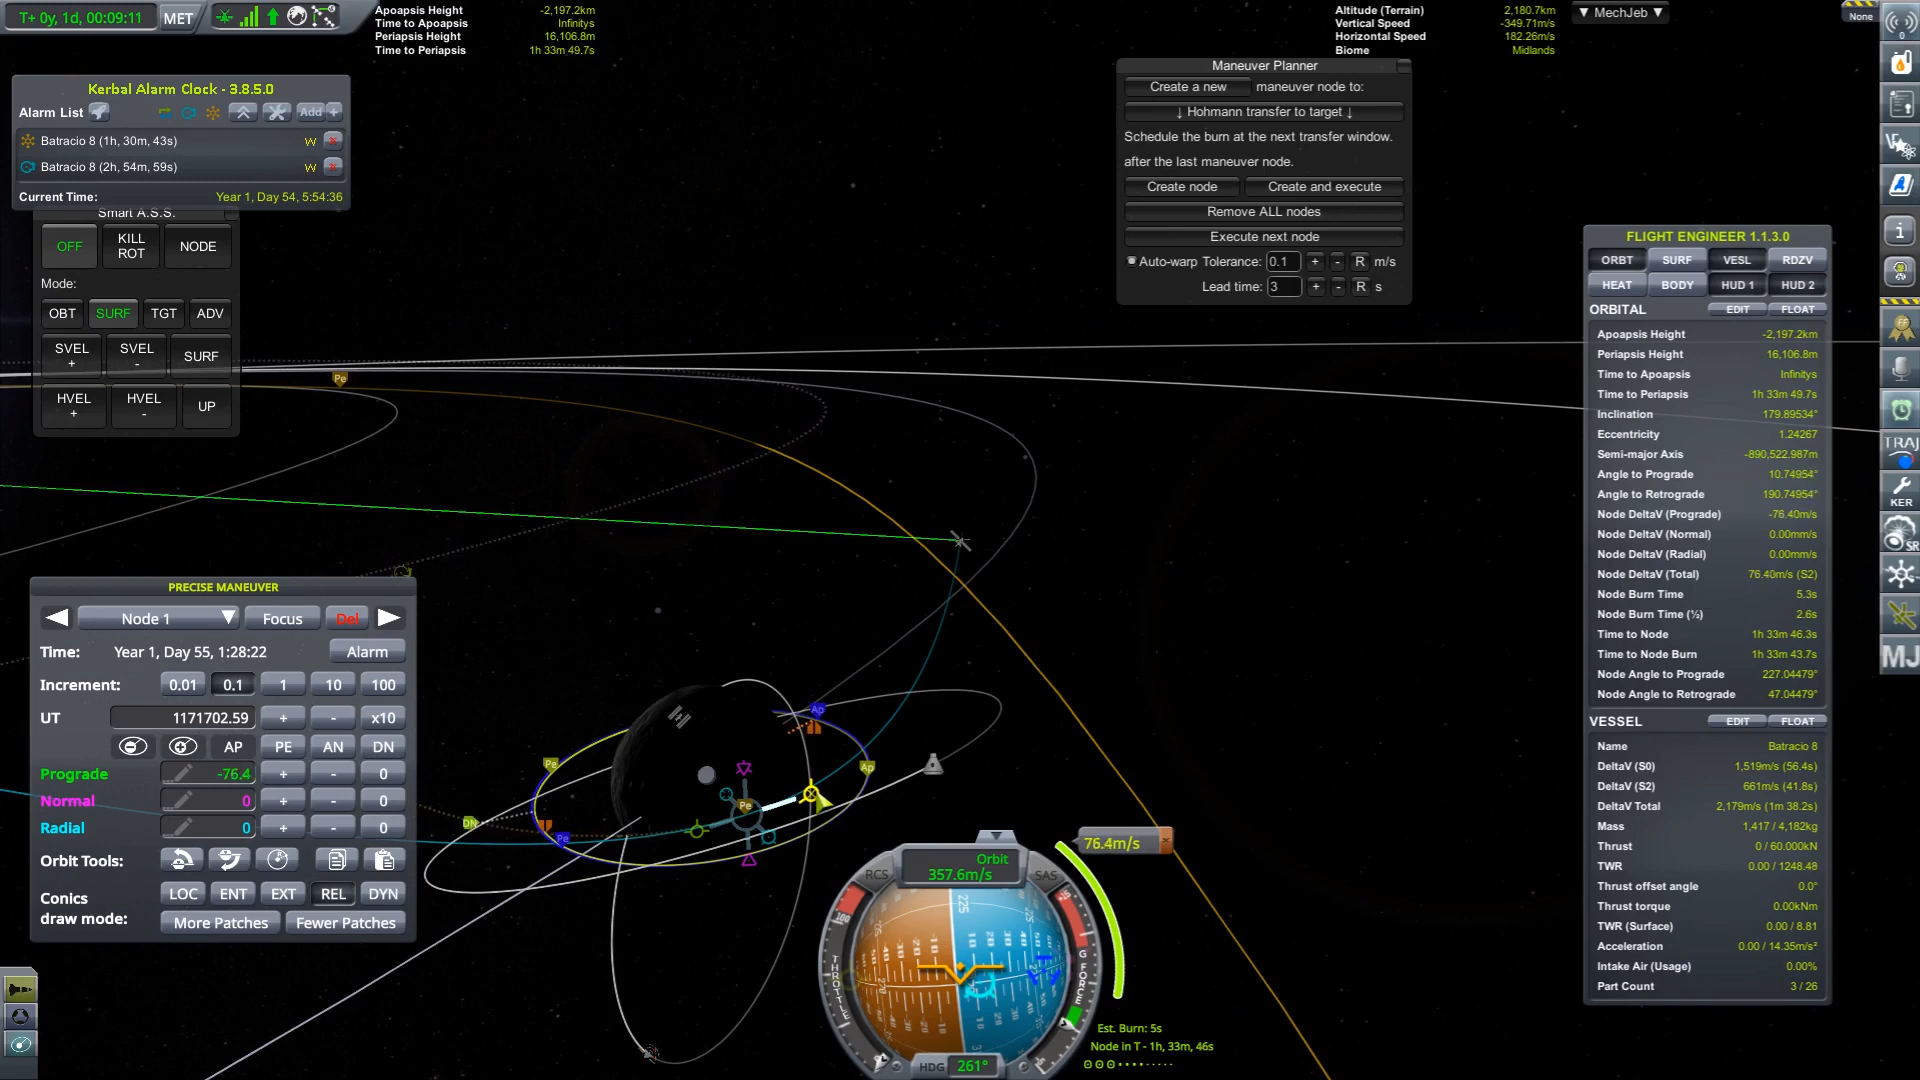 T+ 0y, 1d, 00:09:11
MET
Apoapsis Height -2,197.2km
Time to Apoapsis Infinitys
Periapsis Height 16,106.8m
Time to Periapsis 1h 33m 49.7s
Altitude (Terrain) 2,180.7km
Vertical Speed -349.71m/s
Horizontal Speed 182.26m/s
Biome Midlands
▼ MechJeb ▼
None
0
Kerbal Alarm Clock - 3.8.5.0
Alarm List
Add +
Batracio 8 (1h, 30m, 43s) W x
Batracio 8 (2h, 54m, 59s) W x
Current Time: Year 1, Day 54, 5:54:36
Smart A.S.S.
OFF KILL ROT NODE
Mode:
OBT SURF TGT ADV
SVEL + SVEL - SURF
HVEL + HVEL - UP
Maneuver Planner
Create a new maneuver node to:
↓ Hohmann transfer to target ↓
Schedule the burn at the next transfer window.
after the last maneuver node.
Create node Create and execute
Remove ALL nodes
Execute next node
Auto-warp Tolerance: 0.1 + - R m/s
Lead time: 3 + - R s
FLIGHT ENGINEER 1.1.3.0
ORBT SURF VESL RDZV
HEAT BODY HUD 1 HUD 2
ORBITAL EDIT FLOAT
Apoapsis Height -2,197.2km
Periapsis Height 16,106.8m
Time to Apoapsis Infinitys
Time to Periapsis 1h 33m 49.7s
Inclination 179.89534°
Eccentricity 1.24267
Semi-major Axis -890,522.987m
Angle to Prograde 10.74954°
Angle to Retrograde 190.74954°
Node DeltaV (Prograde) -76.40m/s
Node DeltaV (Normal) 0.00mm/s
Node DeltaV (Radial) 0.00mm/s
Node DeltaV (Total) 76.40m/s (S2)
Node Burn Time 5.3s
Node Burn Time (½) 2.6s
Time to Node 1h 33m 46.3s
Time to Node Burn 1h 33m 43.7s
Node Angle to Prograde 227.04479°
Node Angle to Retrograde 47.04479°
VESSEL EDIT FLOAT
Name Batracio 8
DeltaV (S0) 1,519m/s (56.4s)
DeltaV (S2) 661m/s (41.8s)
DeltaV Total 2,179m/s (1m 38.2s)
Mass 1,417 / 4,182kg
Thrust 0 / 60.000kN
TWR 0.00 / 1248.48
Thrust offset angle 0.0°
Thrust torque 0.00kNm
TWR (Surface) 0.00 / 8.81
Acceleration 0.00 / 14.35m/s²
Intake Air (Usage) 0.00%
Part Count 3 / 26
TRAJ
KER
SR
MJ
PRECISE MANEUVER
Node 1 ▼ Focus Del
Time: Year 1, Day 55, 1:28:22 Alarm
Increment: 0.01 0.1 1 10 100
UT 1171702.59 + - x10
AP PE AN DN
Prograde -76.4 + - 0
Normal 0 + - 0
Radial 0 + - 0
Orbit Tools:
Conics draw mode: LOC ENT EXT REL DYN
More Patches Fewer Patches
Pe
Ap
Pe
Ap
Pe
DN
Pe
76.4m/s x
Orbit
357.6m/s
RCS SAS
THROTTLE
G FORCE
HDG 261°
Est. Burn: 5s
Node in T - 1h, 33m, 46s